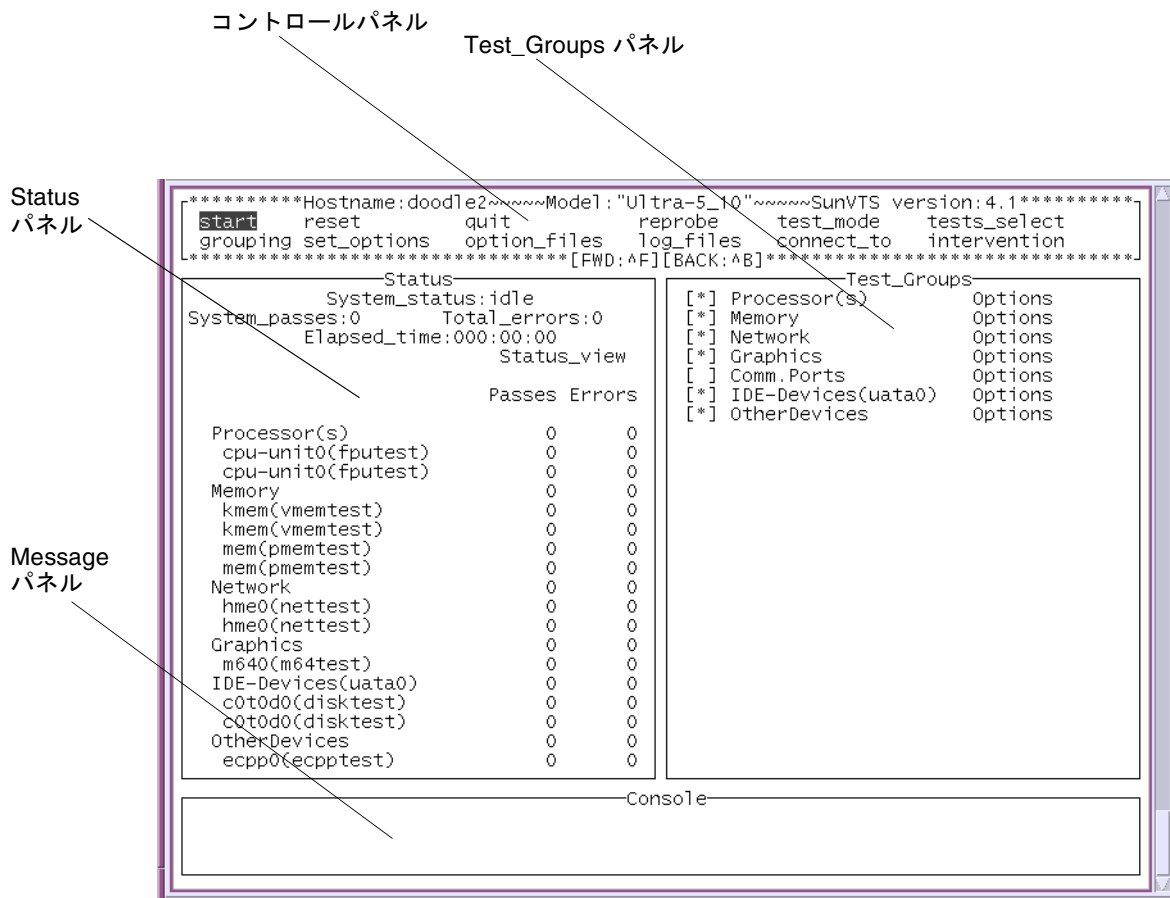 コントロールパネル
Test_Groups パネル
Status
パネル
**********Hostname:doodle2~~~~~Model:"Ultra-5_10"~~~~~SunVTS version:4.1**********
start reset quit reprobe test_mode tests_select
grouping set_options option_files log_files connect_to intervention
**********************************[FWD:^F][BACK:^B]**********************************
Status
System_status:idle
System_passes:0 Total_errors:0
Elapsed_time:000:00:00
Status_view
Passes Errors
Processor(s) 0 0
cpu-unit0(fputest) 0 0
cpu-unit0(fputest) 0 0
Memory 0 0
kmem(vmemtest) 0 0
kmem(vmemtest) 0 0
mem(pmemtest) 0 0
mem(pmemtest) 0 0
Network 0 0
hme0(nettest) 0 0
hme0(nettest) 0 0
Graphics 0 0
m640(m64test) 0 0
IDE-Devices(uata0) 0 0
c0t0d0(disktest) 0 0
c0t0d0(disktest) 0 0
OtherDevices 0 0
ecpp0(ecpptest) 0 0
Test_Groups
[*] Processor(s) Options
[*] Memory Options
[*] Network Options
[*] Graphics Options
[ ] Comm.Ports Options
[*] IDE-Devices(uata0) Options
[*] OtherDevices Options
Message
パネル
Console